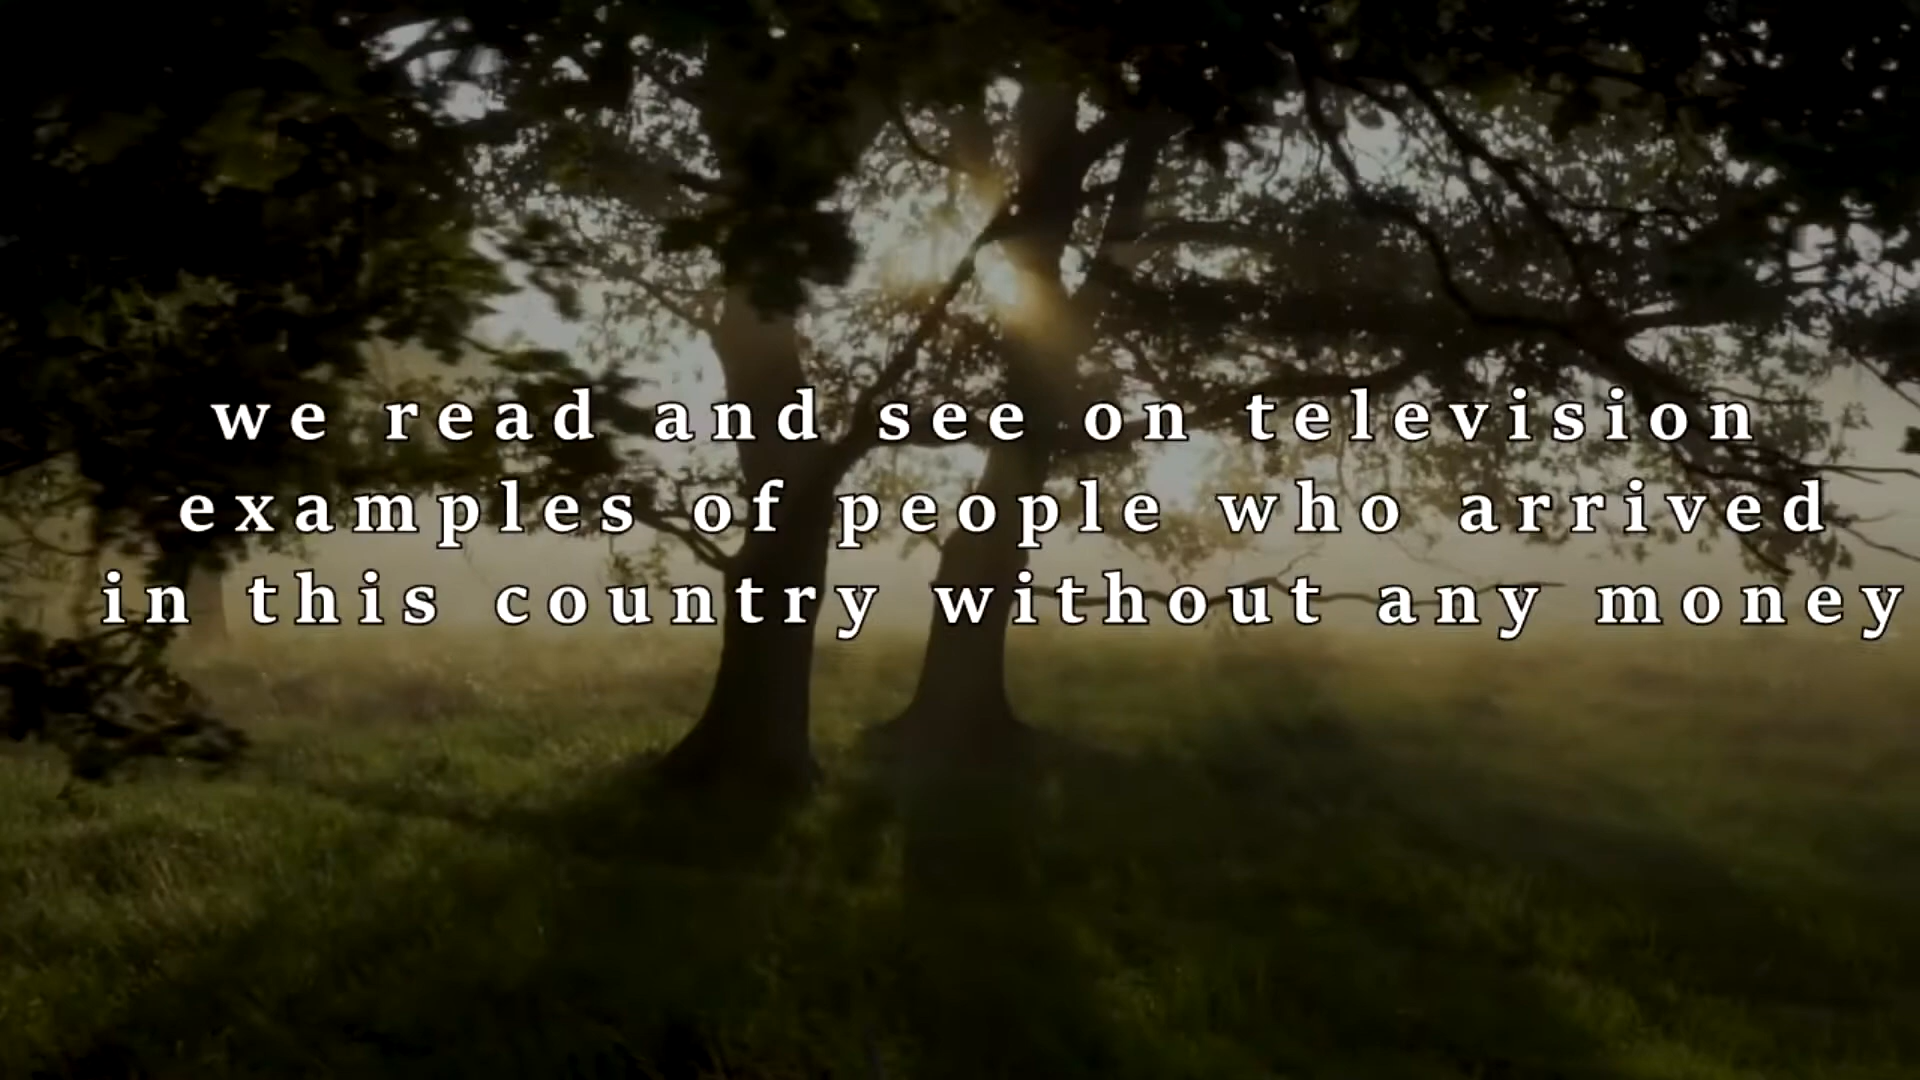 we read and see on television
examples of people who arrived
in this country without any money